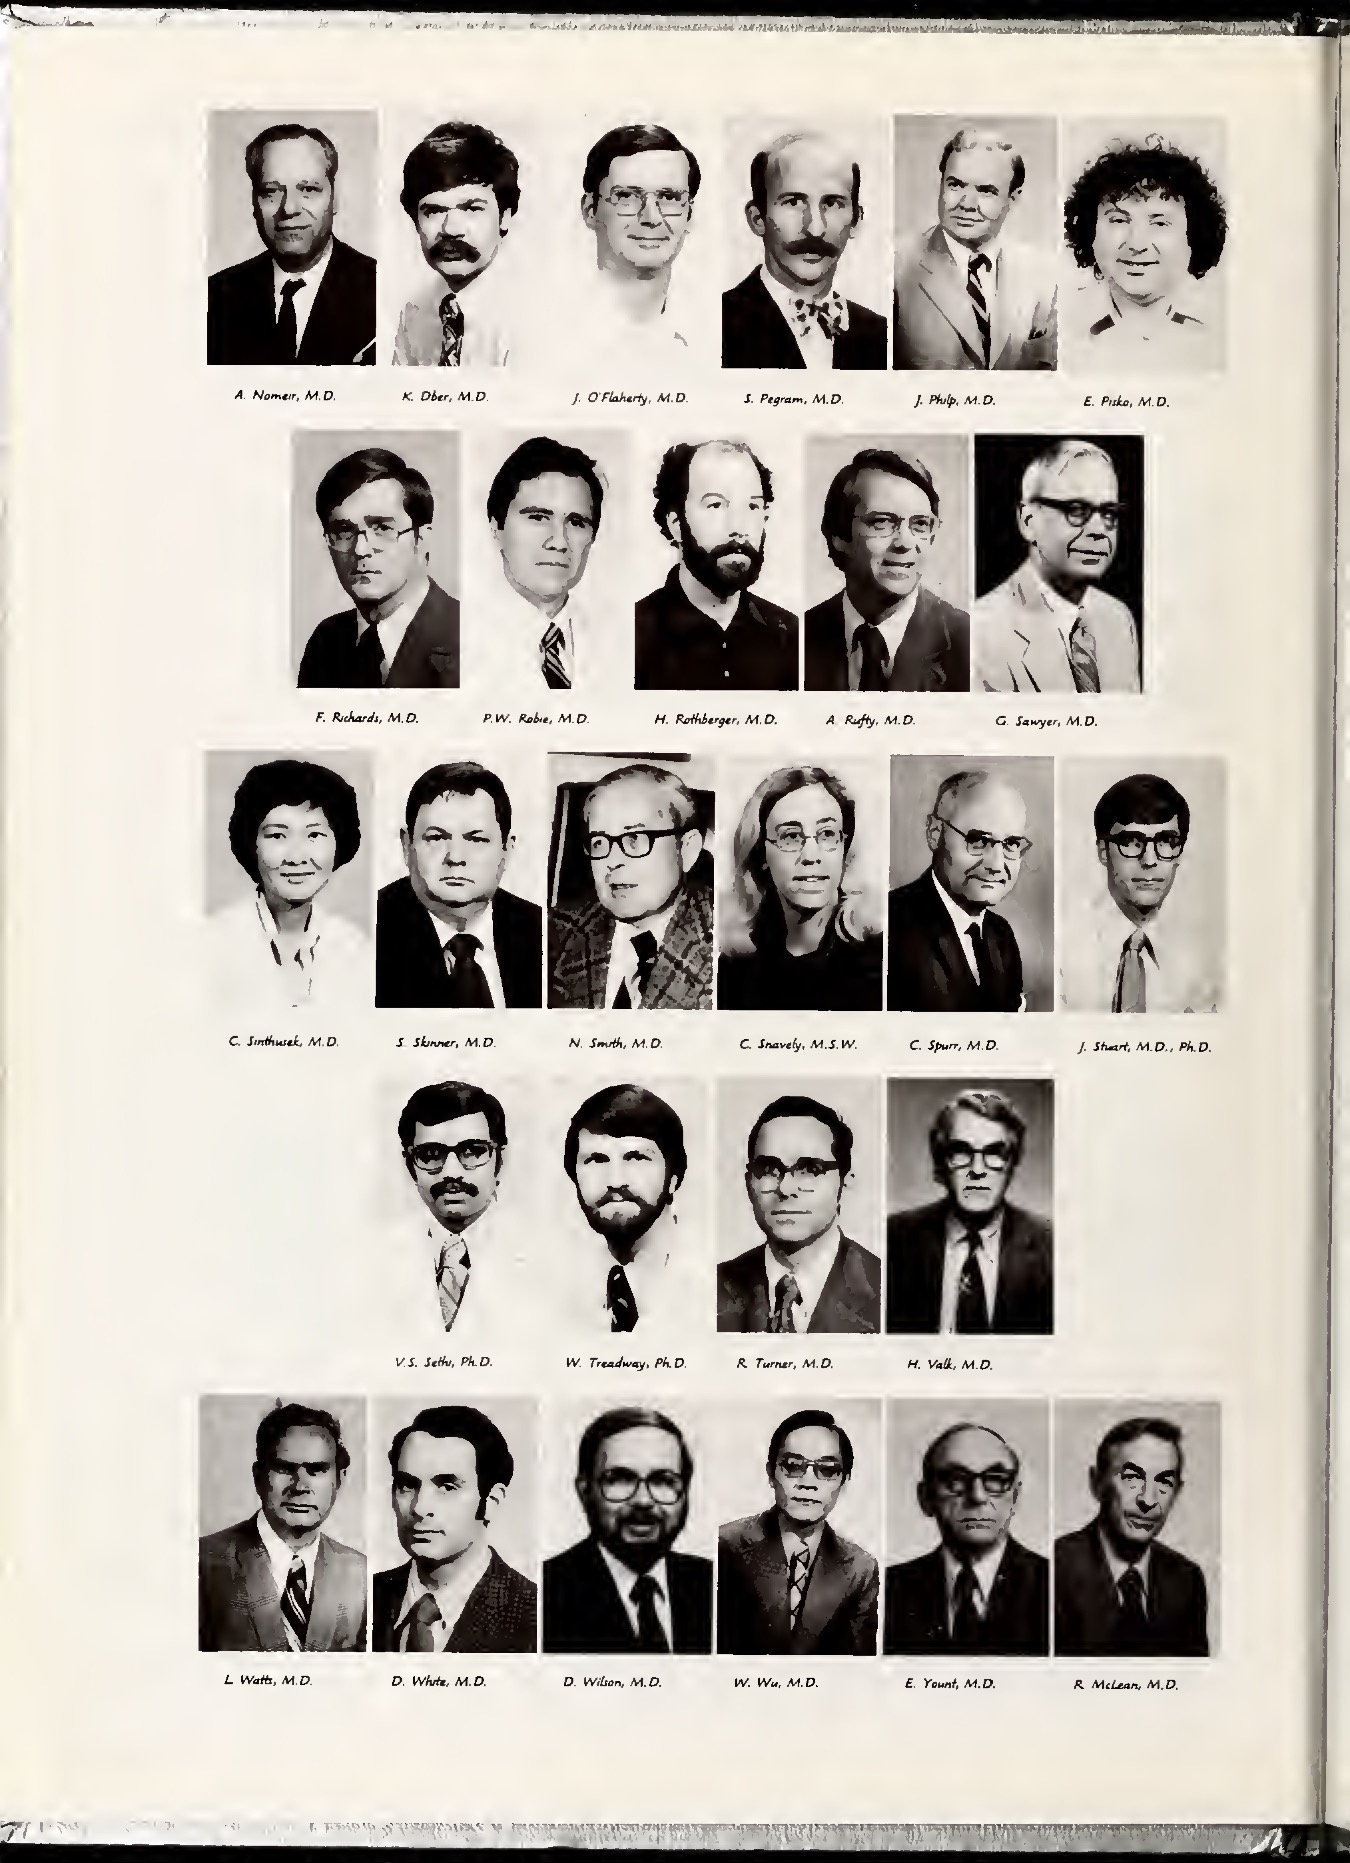 A. Nomeir, M.D. K. Ober, M.D. J. O'Flaherty, M.D. S. Pegram, M.D. J. Philp, M.D. E. Pisko, M.D.
F. Richards, M.D. P.W. Robie, M.D. H. Rothberger, M.D. A. Rufty, M.D. G. Sawyer, M.D.
C. Sinthusek, M.D. S. Skinner, M.D. N. Smith, M.D. C. Snavely, M.S.W. C. Spurr, M.D. J. Stuart, M.D., Ph.D.
V.S. Sethi, Ph.D. W. Treadway, Ph.D. R. Turner, M.D. H. Valk, M.D.
L. Watts, M.D. D. White, M.D. D. Wilson, M.D. W. Wu, M.D. E. Yount, M.D. R. McLean, M.D.